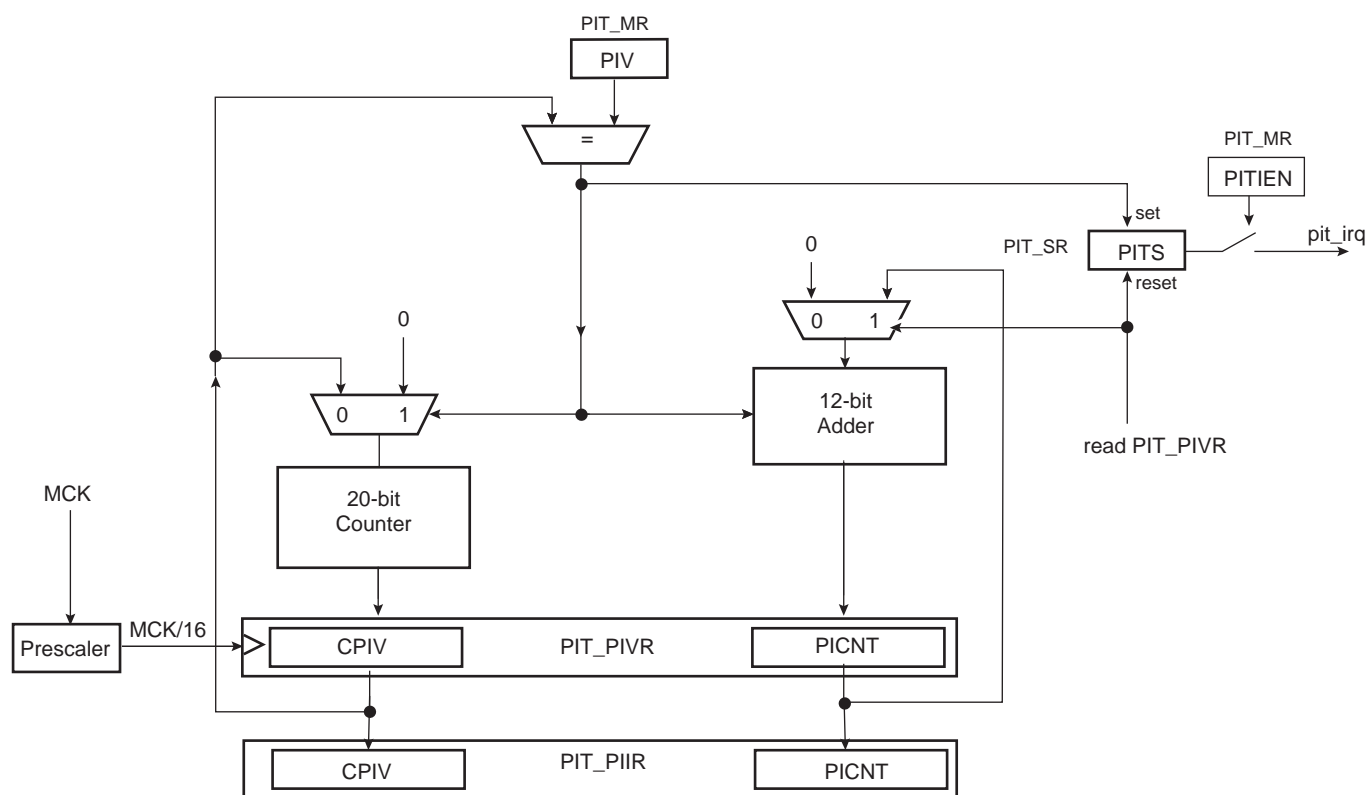 PIT_MR
PIV
=
PIT_MR
PITIEN
set
0
PIT_SR
PITS
pit_irq
reset
0
0 1
0 1
12-bit
Adder
read PIT_PIVR
MCK
20-bit
Counter
MCK/16
Prescaler
CPIV
PIT_PIVR
PICNT
CPIV
PIT_PIIR
PICNT